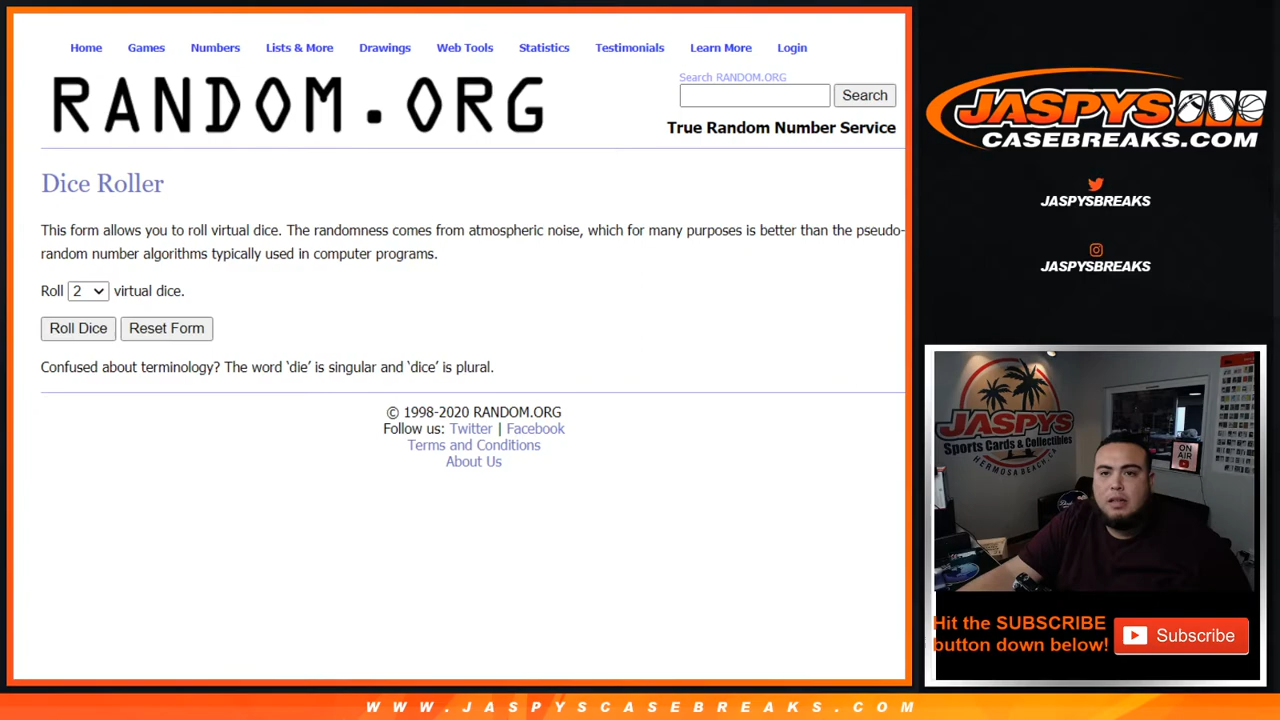 Home Games Numbers Lists & More Drawings Web Tools Statistics Testimonials Learn More Login
RANDOM.ORG
Search RANDOM.ORG
Search
True Random Number Service
Dice Roller
This form allows you to roll virtual dice. The randomness comes from atmospheric noise, which for many purposes is better than the pseudo-
random number algorithms typically used in computer programs.
Roll 2 virtual dice.
Roll Dice Reset Form
Confused about terminology? The word ‘die’ is singular and ‘dice’ is plural.
© 1998-2020 RANDOM.ORG
Follow us: Twitter | Facebook
Terms and Conditions
About Us
JASPYS
CASEBREAKS.COM
JASPYSBREAKS
JASPYSBREAKS
JASPYS
Sports Cards & Collectibles
HERMOSA BEACH, CA
ON
AIR
Hit the SUBSCRIBE
button down below!
Subscribe
WWW.JASPYSCASEBREAKS.COM